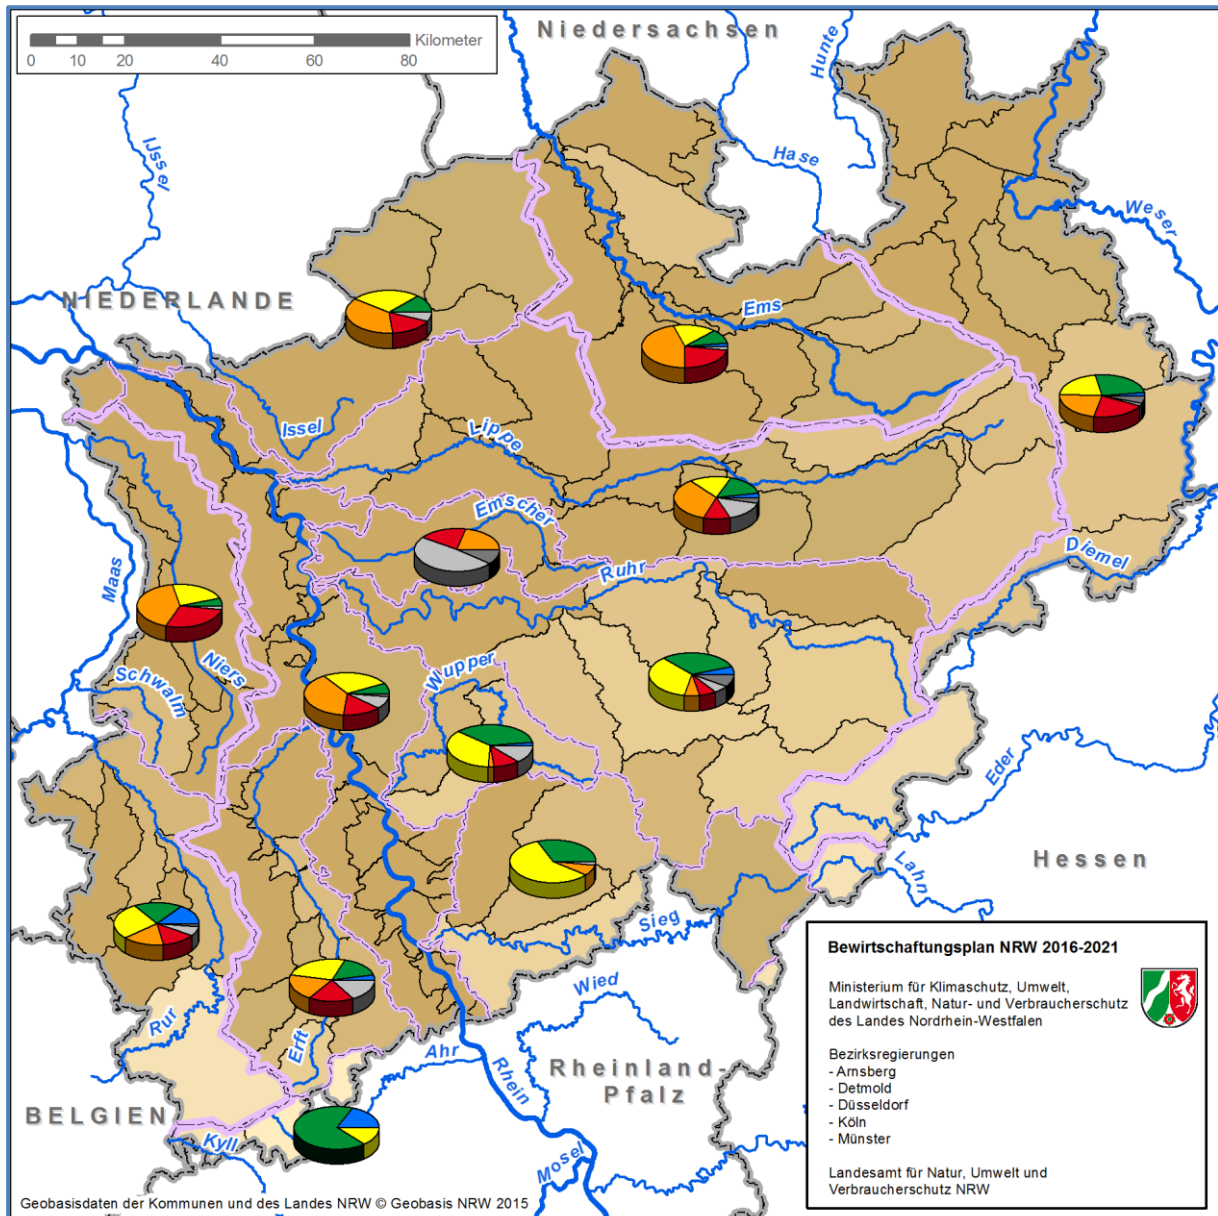 Niedersachsen
Kilometer
0 10 20 40 60 80
Hunte
IJssel
Hase
Weser
NIEDERLANDE
Ems
Issel
Lippe
Emscher
Ruhr
Diemel
Maas
Niers
Schwalm
Wupper
Eder
Hessen
Lahn
Sieg
Wied
Rur
Erft
Ahr
Rhein
Rheinland-
Pfalz
BELGIEN
Kyll
Mosel
Bewirtschaftungsplan NRW 2016-2021
Ministerium für Klimaschutz, Umwelt,
Landwirtschaft, Natur- und Verbraucherschutz
des Landes Nordrhein-Westfalen
Bezirksregierungen
- Arnsberg
- Detmold
- Düsseldorf
- Köln
- Münster
Landesamt für Natur, Umwelt und
Verbraucherschutz NRW
Geobasisdaten der Kommunen und des Landes NRW © Geobasis NRW 2015